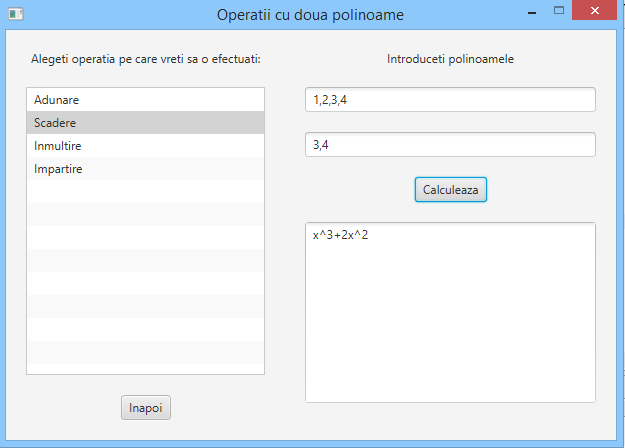 Operatii cu doua polinoame
Alegeti operatia pe care vreti sa o efectuati:
Adunare
Scadere
Inmultire
Impartire
Inapoi
Introduceti polinoamele
1,2,3,4
3,4
Calculeaza
x^3+2x^2